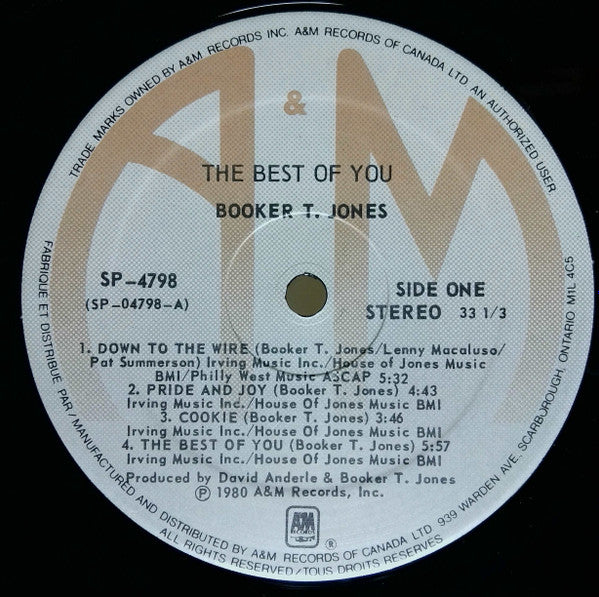 TRADE MARKS OWNED BY A&M RECORDS INC. A&M RECORDS OF CANADA LTD AN AUTHORIZED USER
A & M
THE BEST OF YOU
BOOKER T. JONES
SP-4798
(SP-04798-A)
SIDE ONE
STEREO 33 1/3
1. DOWN TO THE WIRE (Booker T. Jones/Lenny Macaluso/
Pat Summerson) Irving Music Inc./House of Jones Music
BMI/Philly West Music ASCAP 5:32
2. PRIDE AND JOY (Booker T. Jones) 4:43
Irving Music Inc./House Of Jones Music BMI
3. COOKIE (Booker T. Jones) 3:46
Irving Music Inc./House Of Jones Music BMI
4. THE BEST OF YOU (Booker T. Jones) 5:57
Irving Music Inc./House Of Jones Music BMI
Produced by David Anderle & Booker T. Jones
℗ 1980 A&M Records, Inc.
A&M
®
FABRIQUE ET DISTRIBUE PAR/MANUFACTURED AND DISTRIBUTED BY A&M RECORDS OF CANADA LTD 939 WARDEN AVE, SCARBOROUGH, ONTARIO M1L 4C5
ALL RIGHTS RESERVED/TOUS DROITS RESERVES